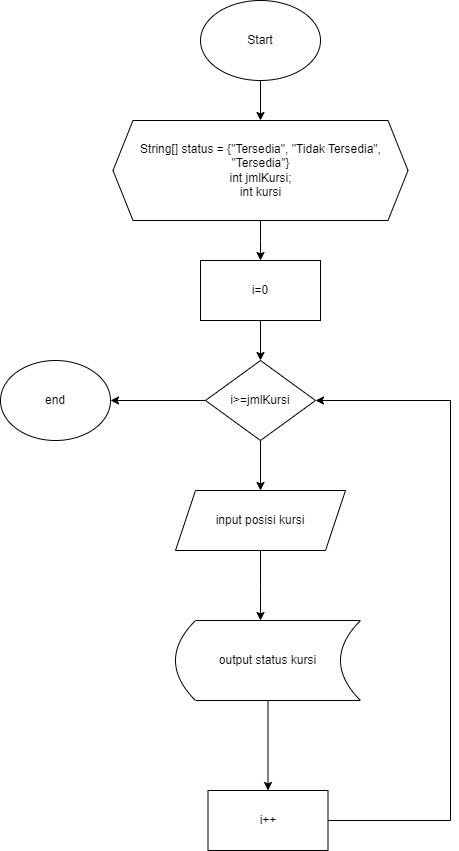 Start
String[] status = {"Tersedia", "Tidak Tersedia",
"Tersedia"}
int jmlKursi;
int kursi
i=0
i>=jmlKursi
end
input posisi kursi
output status kursi
i++